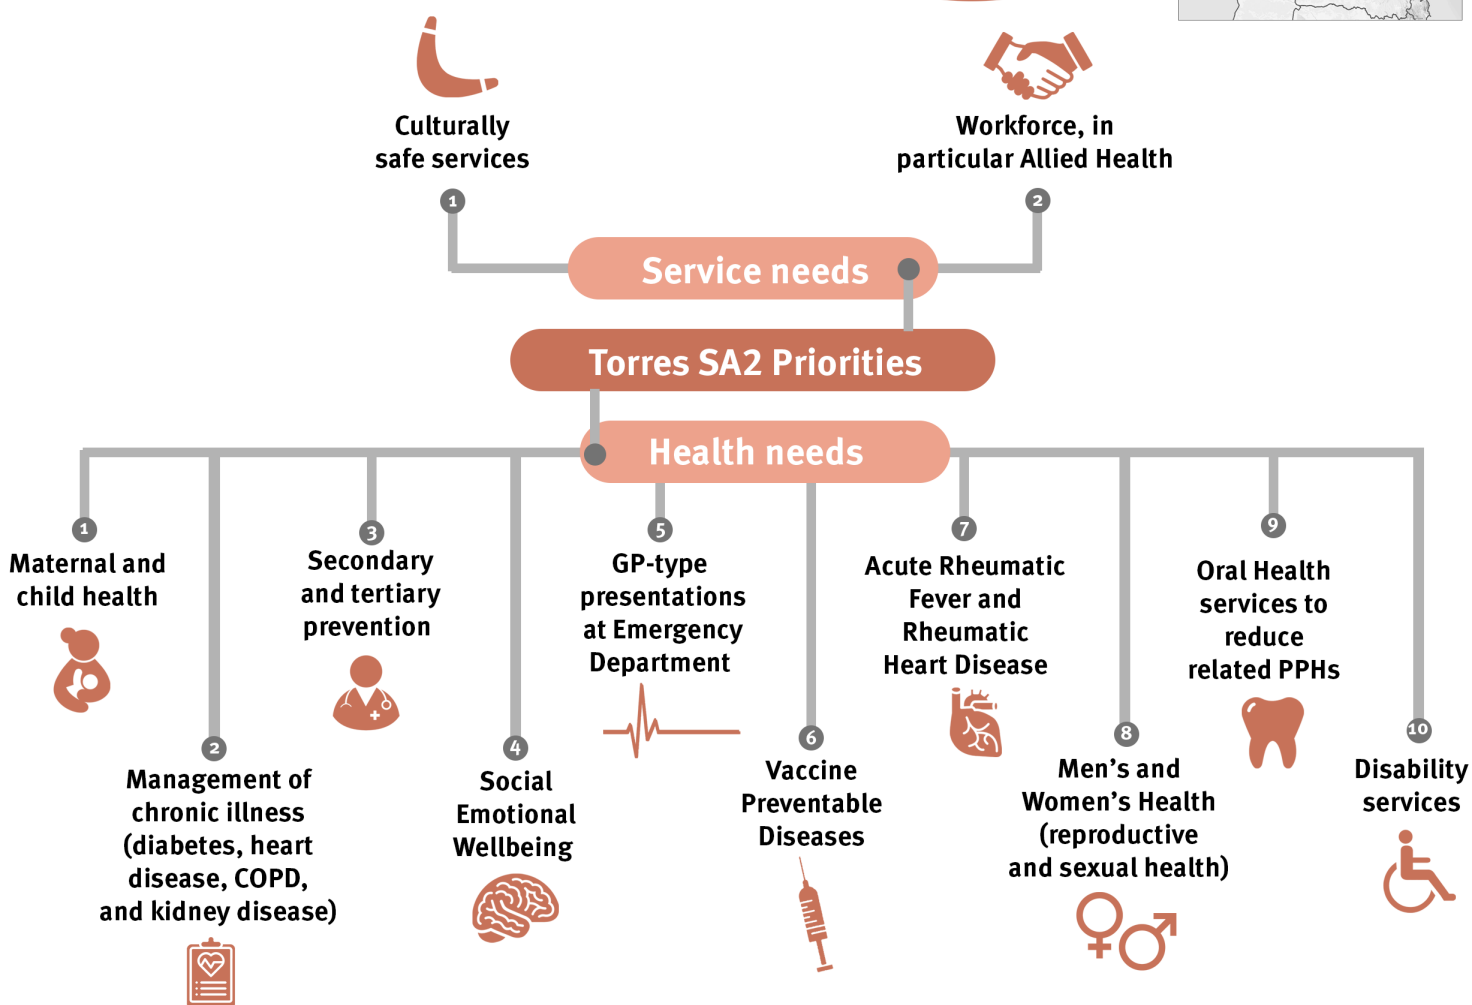 Culturally
safe services
Workforce, in
particular Allied Health
1
2
Service needs
Torres SA2 Priorities
Health needs
1
Maternal and
child health
2
Management of
chronic illness
(diabetes, heart
disease, COPD,
and kidney disease)
3
Secondary
and tertiary
prevention
4
Social
Emotional
Wellbeing
5
GP-type
presentations
at Emergency
Department
6
Vaccine
Preventable
Diseases
7
Acute Rheumatic
Fever and
Rheumatic
Heart Disease
8
Men’s and
Women’s Health
(reproductive
and sexual health)
9
Oral Health
services to
reduce
related PPHs
10
Disability
services